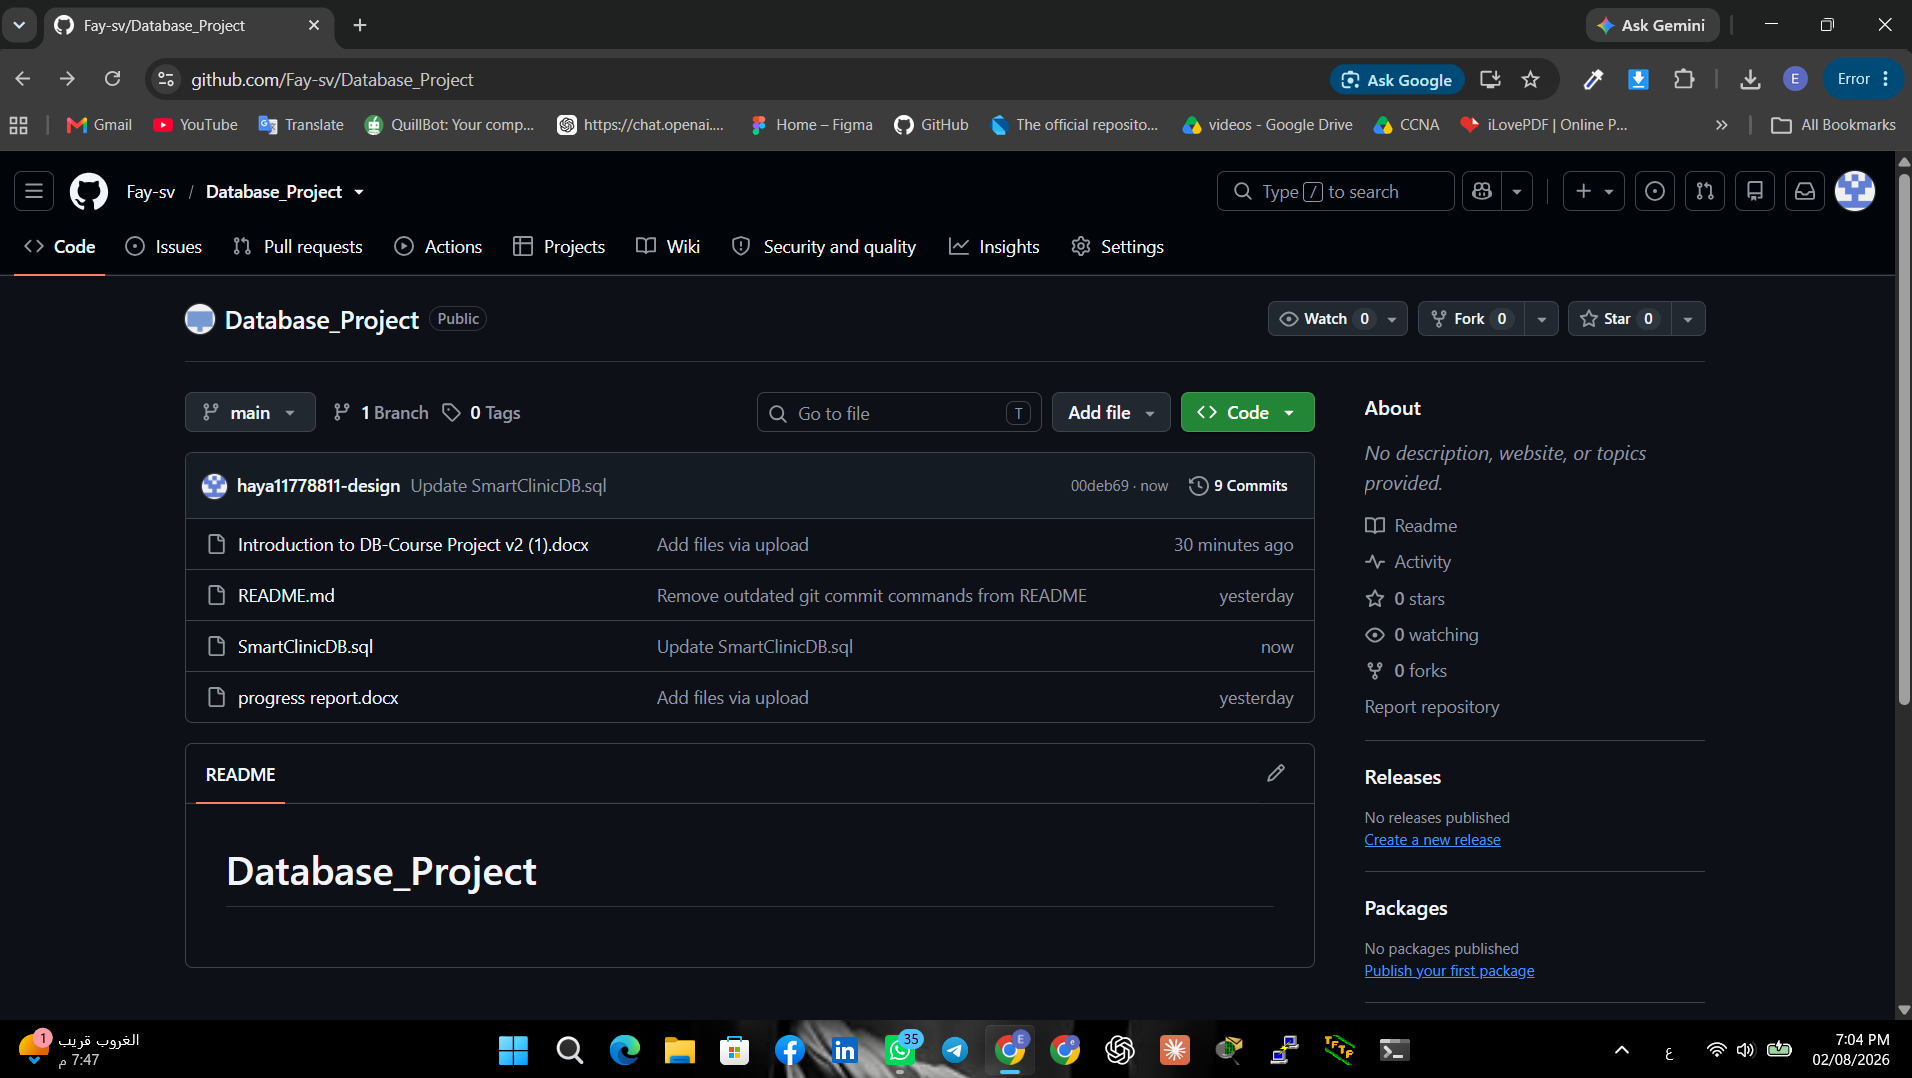 Fay-sv/Database_Project
Ask Gemini
github.com/Fay-sv/Database_Project
Ask Google
E
Error
Gmail
YouTube
Translate
QuillBot: Your comp...
https://chat.openai....
Home – Figma
GitHub
The official reposito...
videos - Google Drive
CCNA
iLovePDF | Online P...
All Bookmarks
Fay-sv / Database_Project
Type / to search
Code
Issues
Pull requests
Actions
Projects
Wiki
Security and quality
Insights
Settings
Database_Project
Public
Watch 0
Fork 0
Star 0
main
1 Branch
0 Tags
Go to file
T
Add file
Code
haya11778811-design Update SmartClinicDB.sql
00deb69 · now
9 Commits
Introduction to DB-Course Project v2 (1).docx Add files via upload 30 minutes ago
README.md Remove outdated git commit commands from README yesterday
SmartClinicDB.sql Update SmartClinicDB.sql now
progress report.docx Add files via upload yesterday
README
Database_Project
About
No description, website, or topics
provided.
Readme
Activity
0 stars
0 watching
0 forks
Report repository
Releases
No releases published
Create a new release
Packages
No packages published
Publish your first package
1
الغروب قريب
7:47 م
35
E
e
TFTP
ع
7:04 PM
02/08/2026